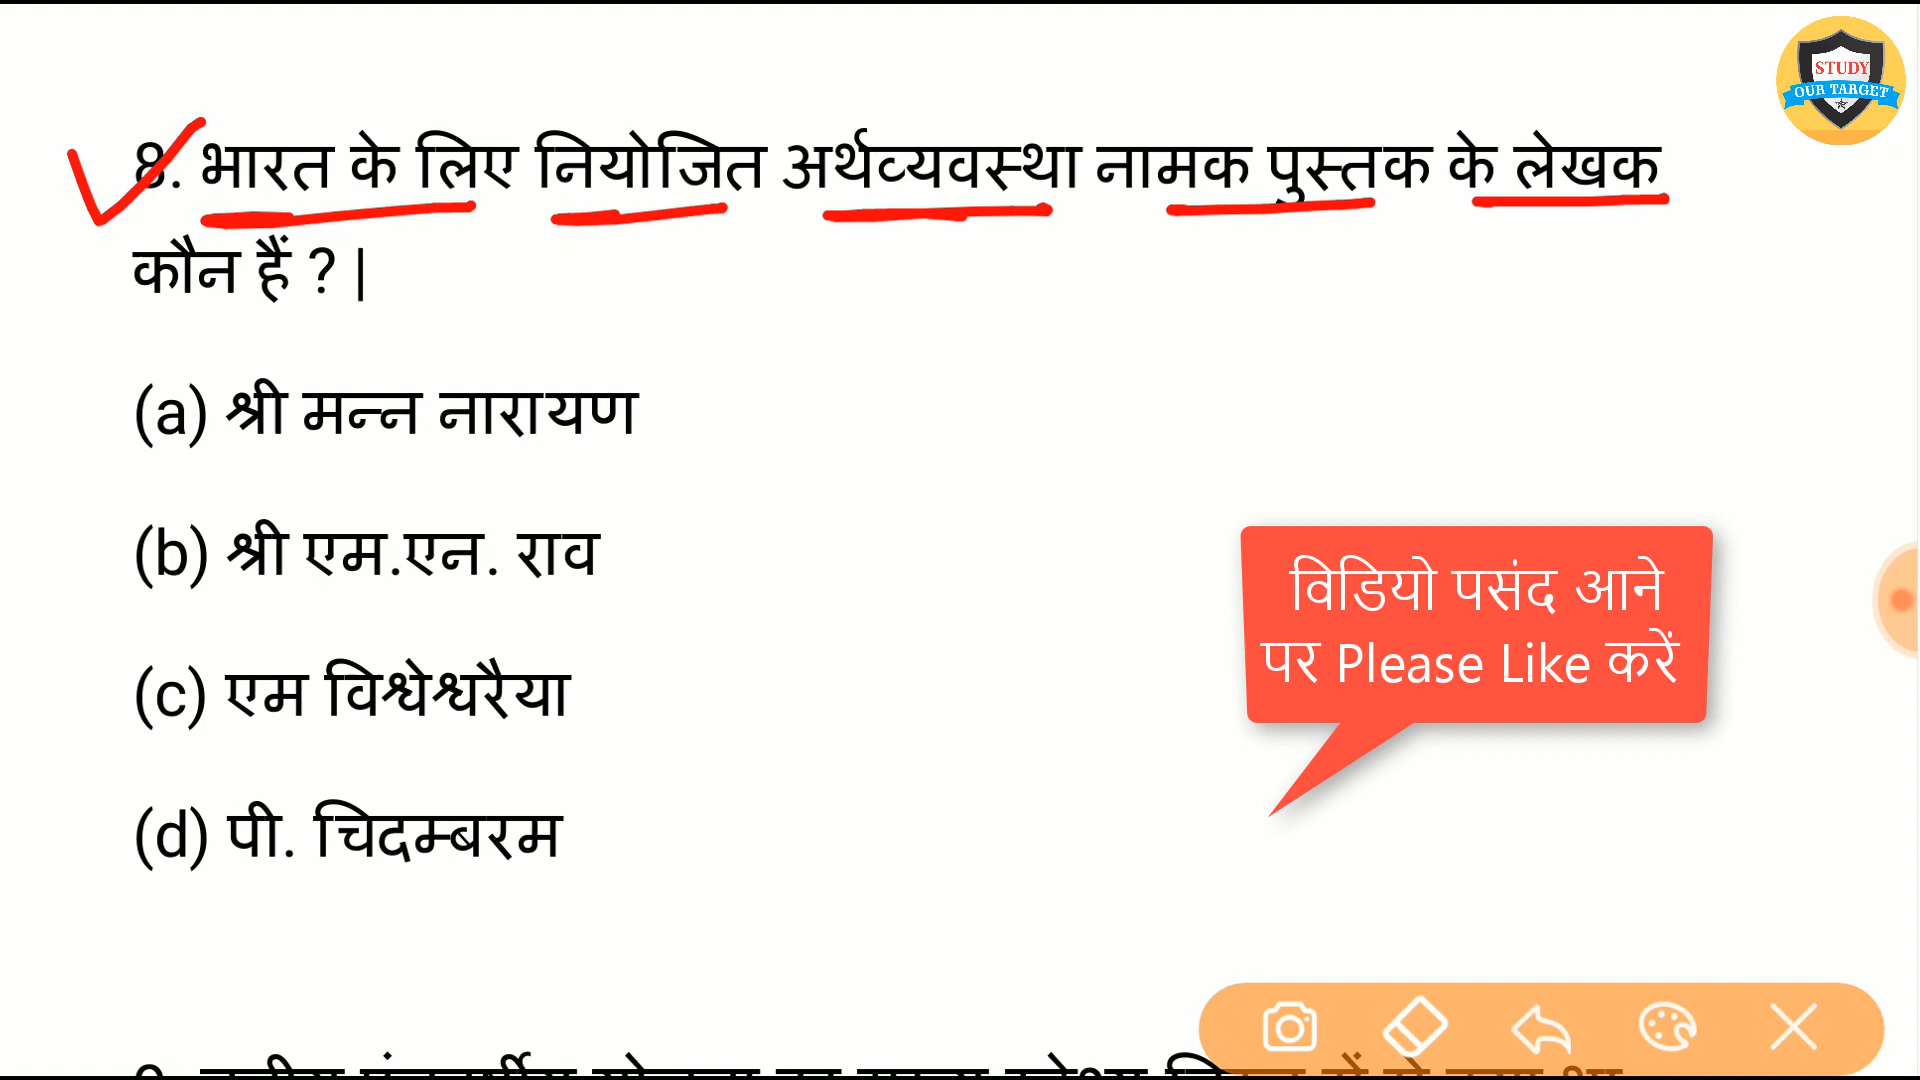 STUDY
OUR TARGET
8. भारत के लिए नियोजित अर्थव्यवस्था नामक पुस्तक के लेखक
कौन हैं ? |
(a) श्री मन्न नारायण
(b) श्री एम.एन. राव
(c) एम विश्वेश्वरैया
(d) पी. चिदम्बरम
विडियो पसंद आने
पर Please Like करें